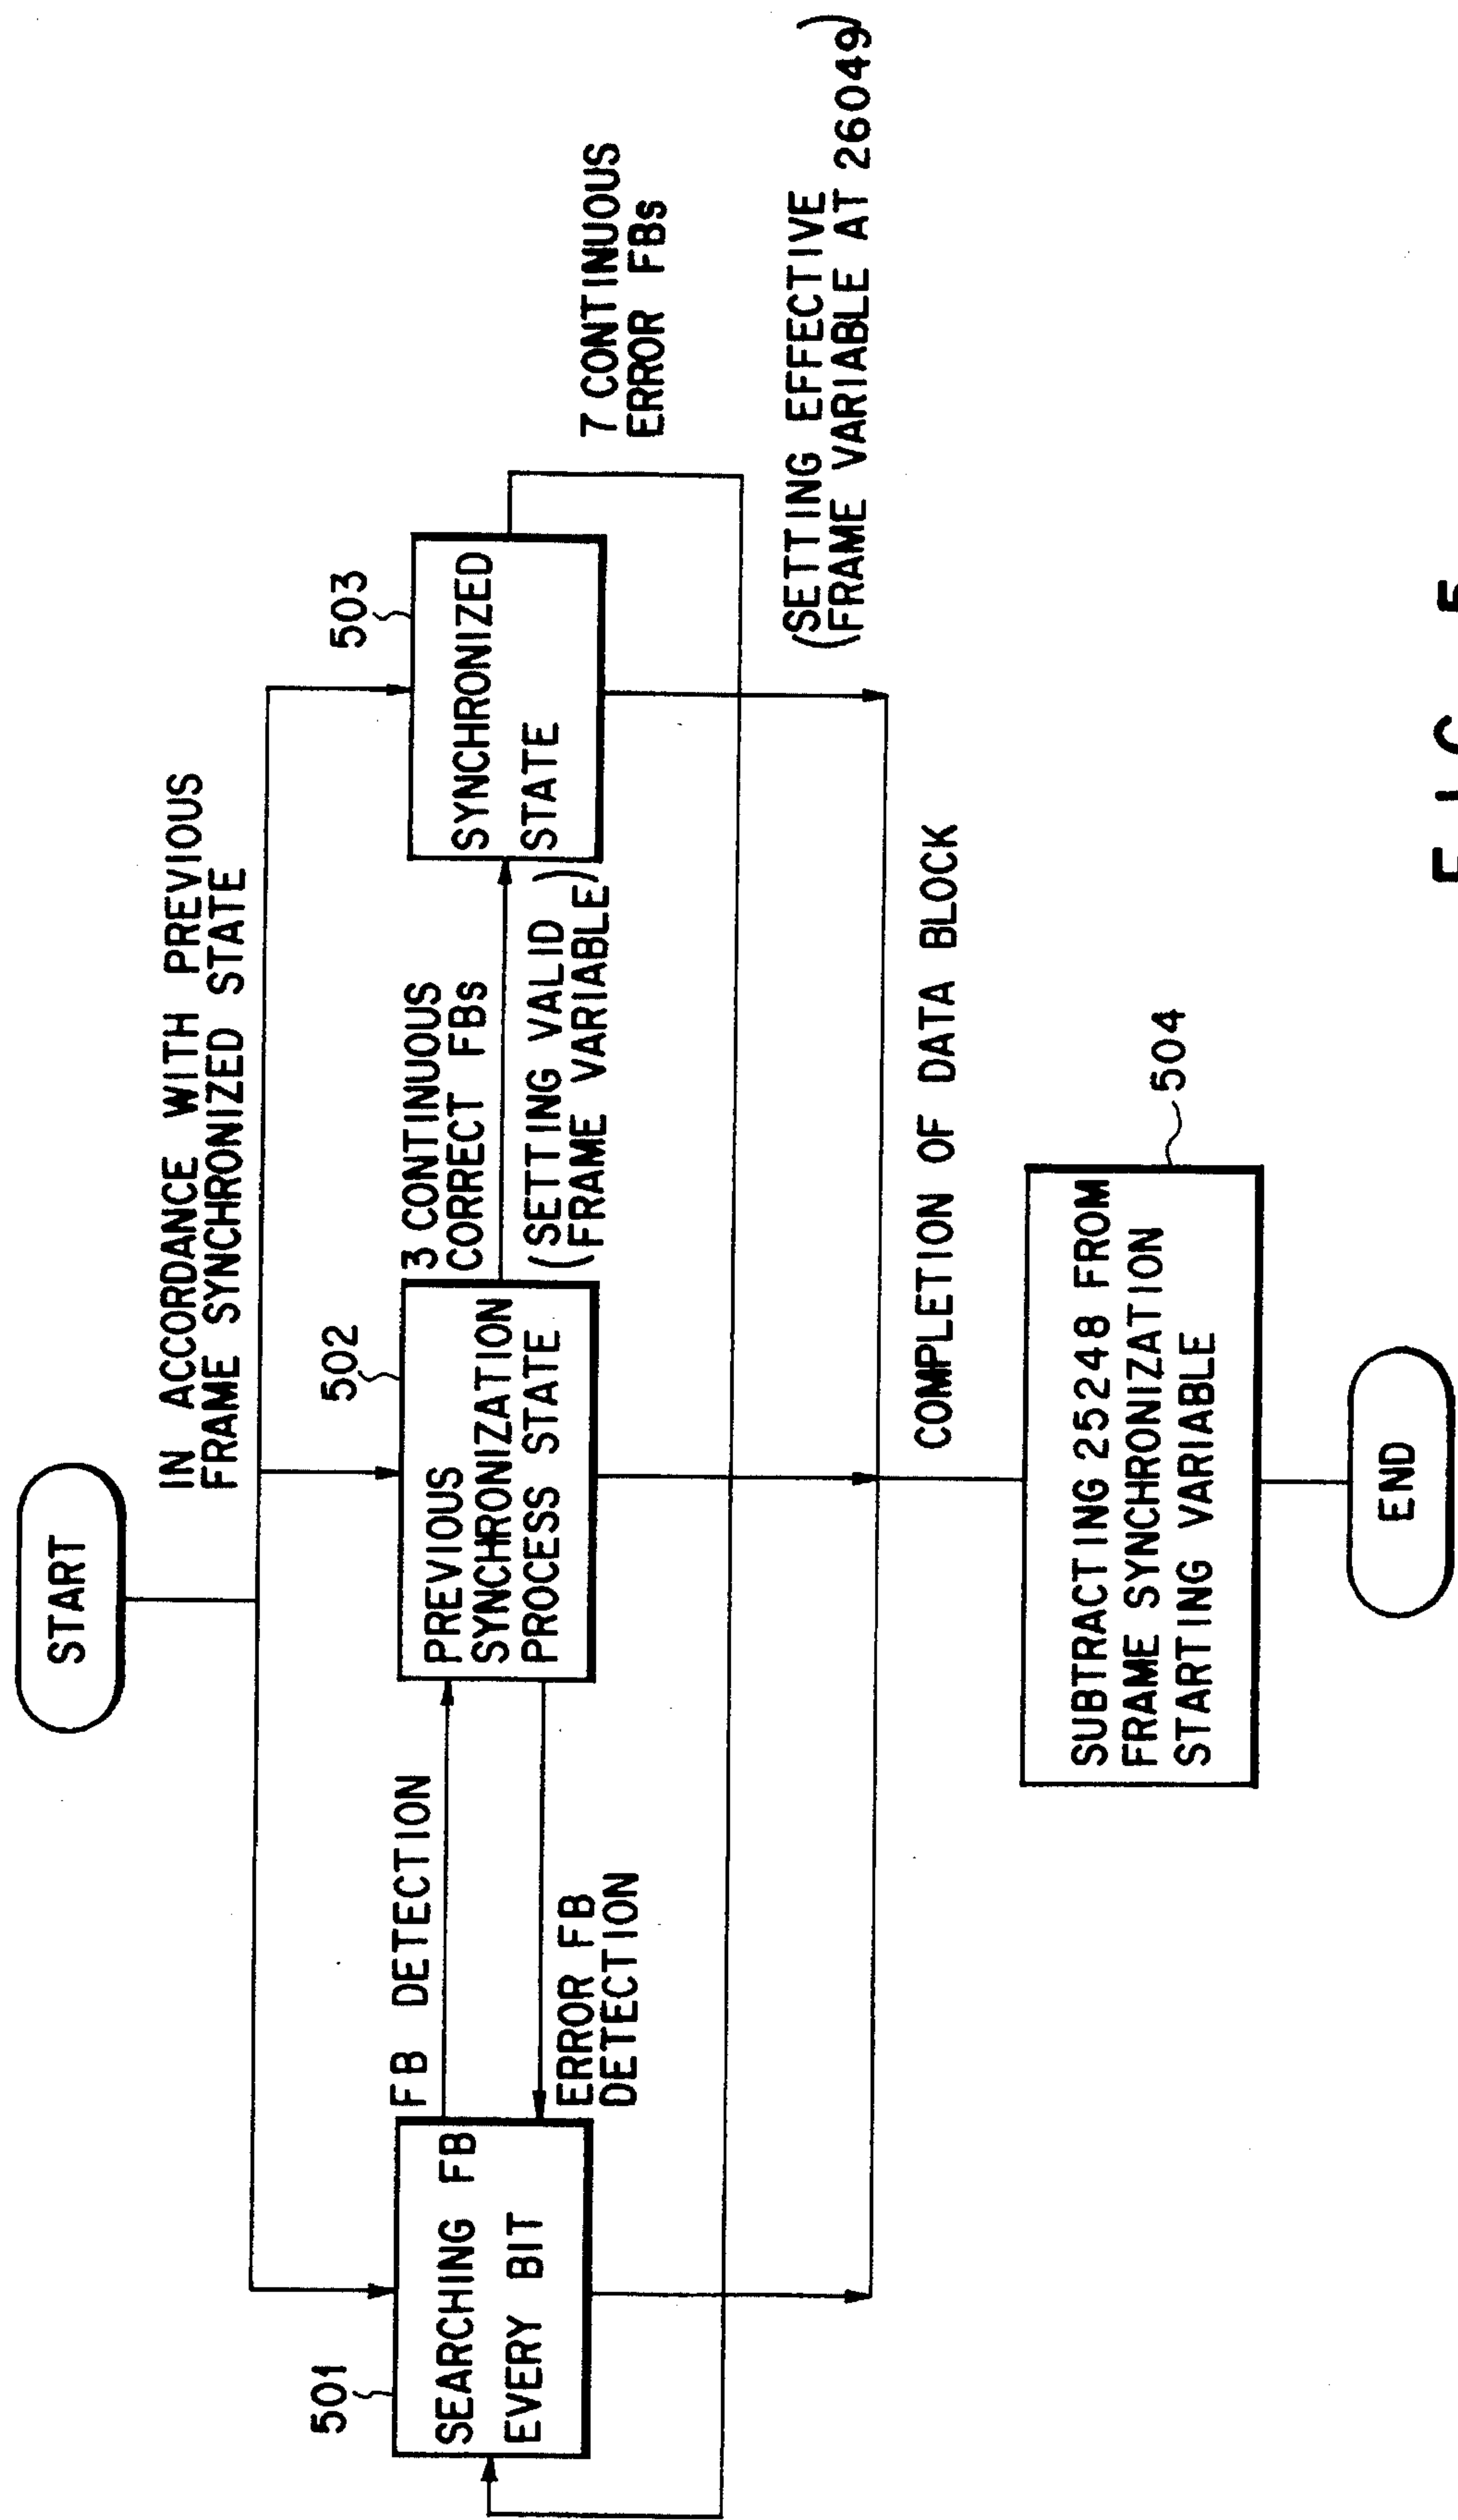 START
IN ACCORDANCE WITH PREVIOUS
FRAME SYNCHRONIZED STATE
501
SEARCHING FB
EVERY BIT
FB DETECTION
ERROR FB
DETECTION
502
PREVIOUS
SYNCHRONIZATION
PROCESS STATE
3 CONTINUOUS
CORRECT FBs
(SETTING VALID
FRAME VARIABLE)
503
SYNCHRONIZED
STATE
7 CONTINUOUS
ERROR FBs
(SETTING EFFECTIVE
FRAME VARIABLE AT 26049)
COMPLETION OF DATA BLOCK
SUBTRACTING 25248 FROM
FRAME SYNCHRONIZATION
STARTING VARIABLE
504
END